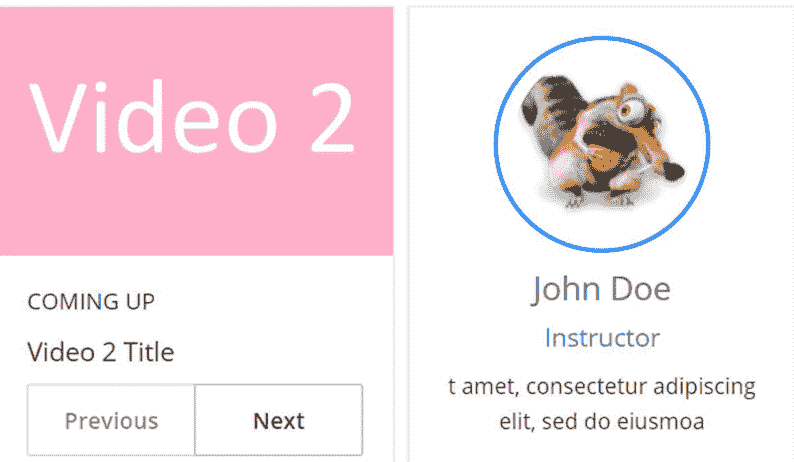 Video 2
COMING UP
Video 2 Title
Previous
Next
John Doe
Instructor
t amet, consectetur adipiscing
elit, sed do eiusmoa